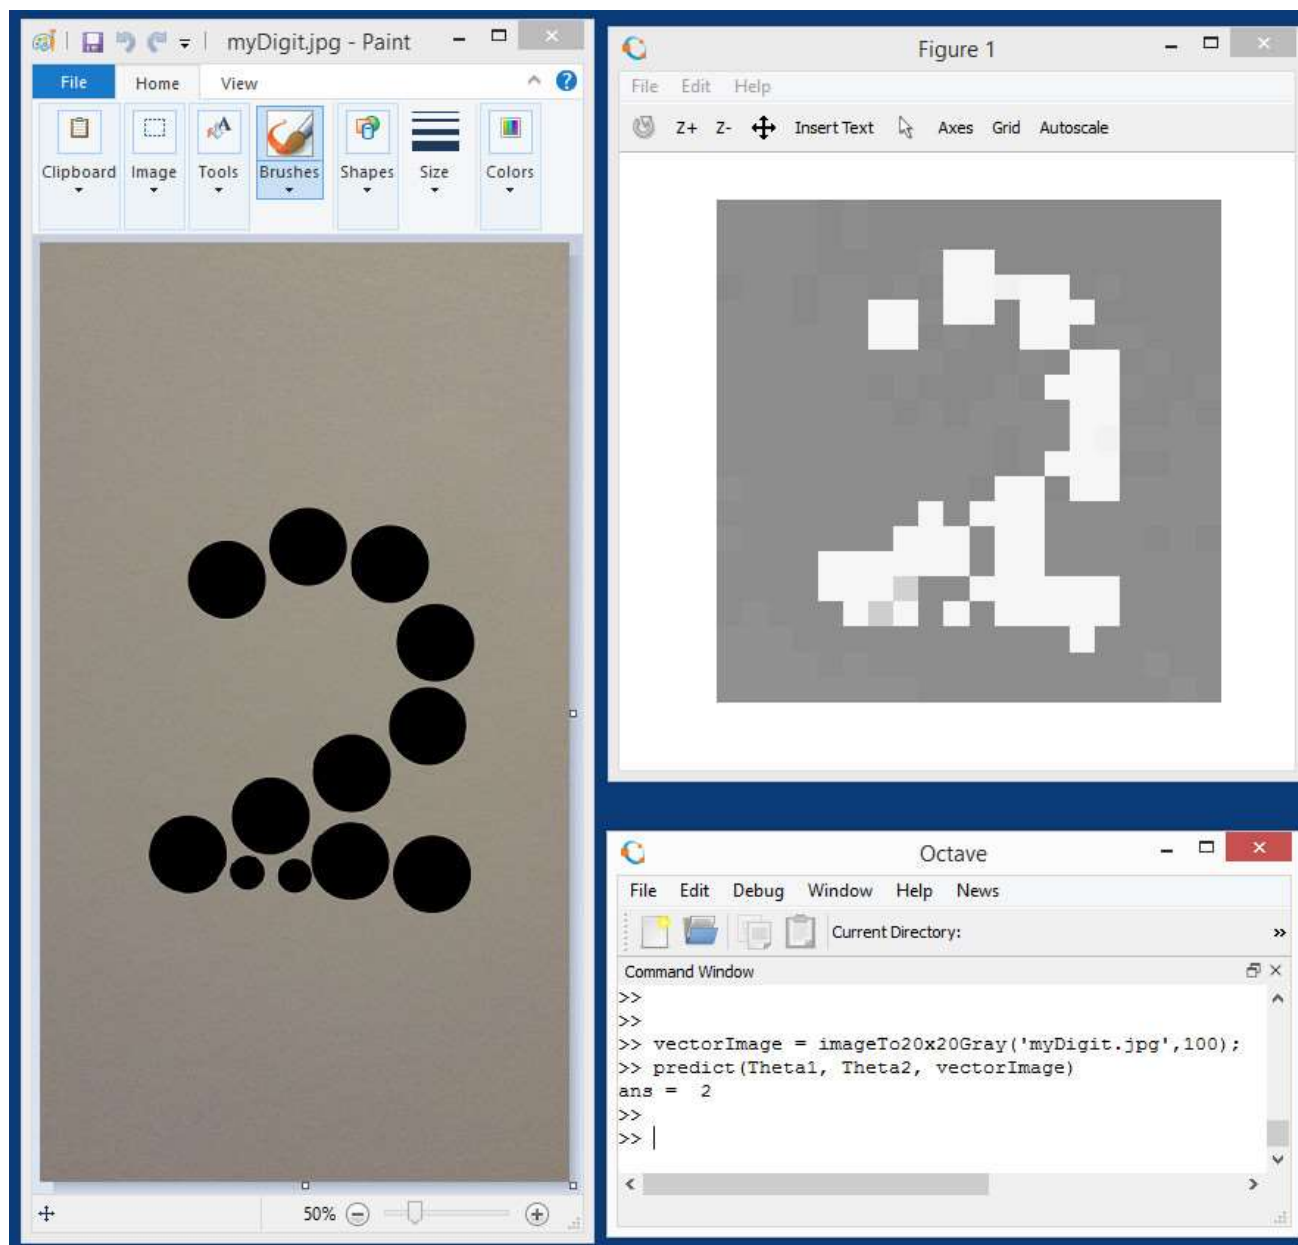 myDigit.jpg - Paint
File Home View
Clipboard Image Tools Brushes Shapes Size Colors
50%
Figure 1
File Edit Help
Z+ Z- Insert Text Axes Grid Autoscale
Octave
File Edit Debug Window Help News
Current Directory:
Command Window
>>
>>
>> vectorImage = imageTo20x20Gray('myDigit.jpg',100);
>> predict(Theta1, Theta2, vectorImage)
ans =  2
>>
>>